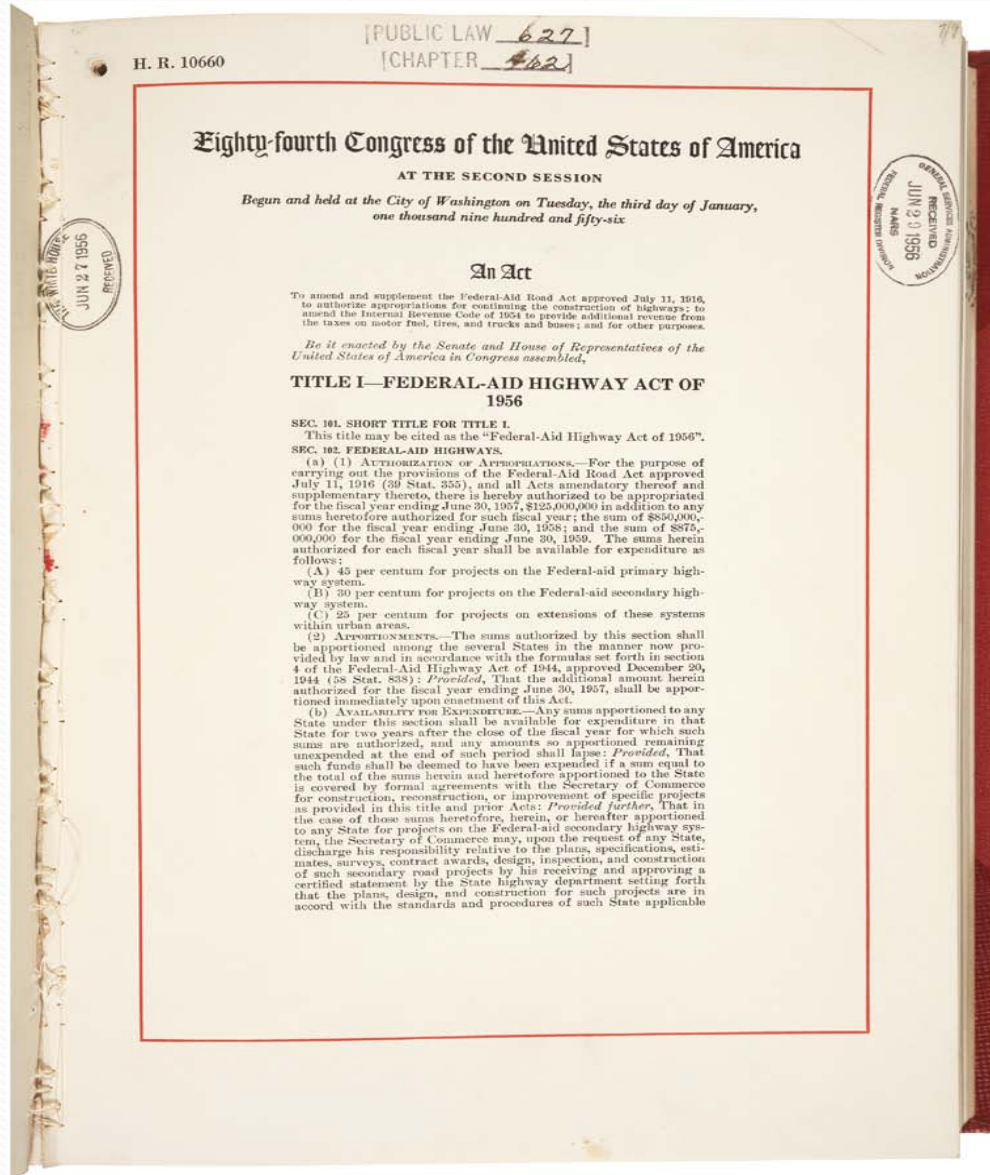 [PUBLIC LAW 627]
[CHAPTER 462]
7/7
H. R. 10660
Eighty-fourth Congress of the United States of America
AT THE SECOND SESSION
Begun and held at the City of Washington on Tuesday, the third day of January,
one thousand nine hundred and fifty-six
THE WHITE HOUSE
JUN 27 1956
RECEIVED
GENERAL SERVICES ADMINISTRATION
RECEIVED
JUN 29 1956
NARS
FEDERAL REGISTER DIVISION
An Act
To amend and supplement the Federal-Aid Road Act approved July 11, 1916,
to authorize appropriations for continuing the construction of highways; to
amend the Internal Revenue Code of 1954 to provide additional revenue from
the taxes on motor fuel, tires, and trucks and buses; and for other purposes.
Be it enacted by the Senate and House of Representatives of the
United States of America in Congress assembled,
TITLE I—FEDERAL-AID HIGHWAY ACT OF
1956
SEC. 101. SHORT TITLE FOR TITLE I.
This title may be cited as the “Federal-Aid Highway Act of 1956”.
SEC. 102. FEDERAL-AID HIGHWAYS.
(a) (1) AUTHORIZATION OF APPROPRIATIONS.—For the purpose of
carrying out the provisions of the Federal-Aid Road Act approved
July 11, 1916 (39 Stat. 355), and all Acts amendatory thereof and
supplementary thereto, there is hereby authorized to be appropriated
for the fiscal year ending June 30, 1957, $125,000,000 in addition to any
sums heretofore authorized for such fiscal year; the sum of $850,000,-
000 for the fiscal year ending June 30, 1958; and the sum of $875,-
000,000 for the fiscal year ending June 30, 1959. The sums herein
authorized for each fiscal year shall be available for expenditure as
follows:
(A) 45 per centum for projects on the Federal-aid primary high-
way system.
(B) 30 per centum for projects on the Federal-aid secondary high-
way system.
(C) 25 per centum for projects on extensions of these systems
within urban areas.
(2) APPORTIONMENTS.—The sums authorized by this section shall
be apportioned among the several States in the manner now pro-
vided by law and in accordance with the formulas set forth in section
4 of the Federal-Aid Highway Act of 1944, approved December 20,
1944 (58 Stat. 838): Provided, That the additional amount herein
authorized for the fiscal year ending June 30, 1957, shall be appor-
tioned immediately upon enactment of this Act.
(b) AVAILABILITY FOR EXPENDITURE.—Any sums apportioned to any
State under this section shall be available for expenditure in that
State for two years after the close of the fiscal year for which such
sums are authorized, and any amounts so apportioned remaining
unexpended at the end of such period shall lapse: Provided, That
such funds shall be deemed to have been expended if a sum equal to
the total of the sums herein and heretofore apportioned to the State
is covered by formal agreements with the Secretary of Commerce
for construction, reconstruction, or improvement of specific projects
as provided in this title and prior Acts: Provided further, That in
the case of those sums heretofore, herein, or hereafter apportioned
to any State for projects on the Federal-aid secondary highway sys-
tem, the Secretary of Commerce may, upon the request of any State,
discharge his responsibility relative to the plans, specifications, esti-
mates, surveys, contract awards, design, inspection, and construction
of such secondary road projects by his receiving and approving a
certified statement by the State highway department setting forth
that the plans, design, and construction for such projects are in
accord with the standards and procedures of such State applicable